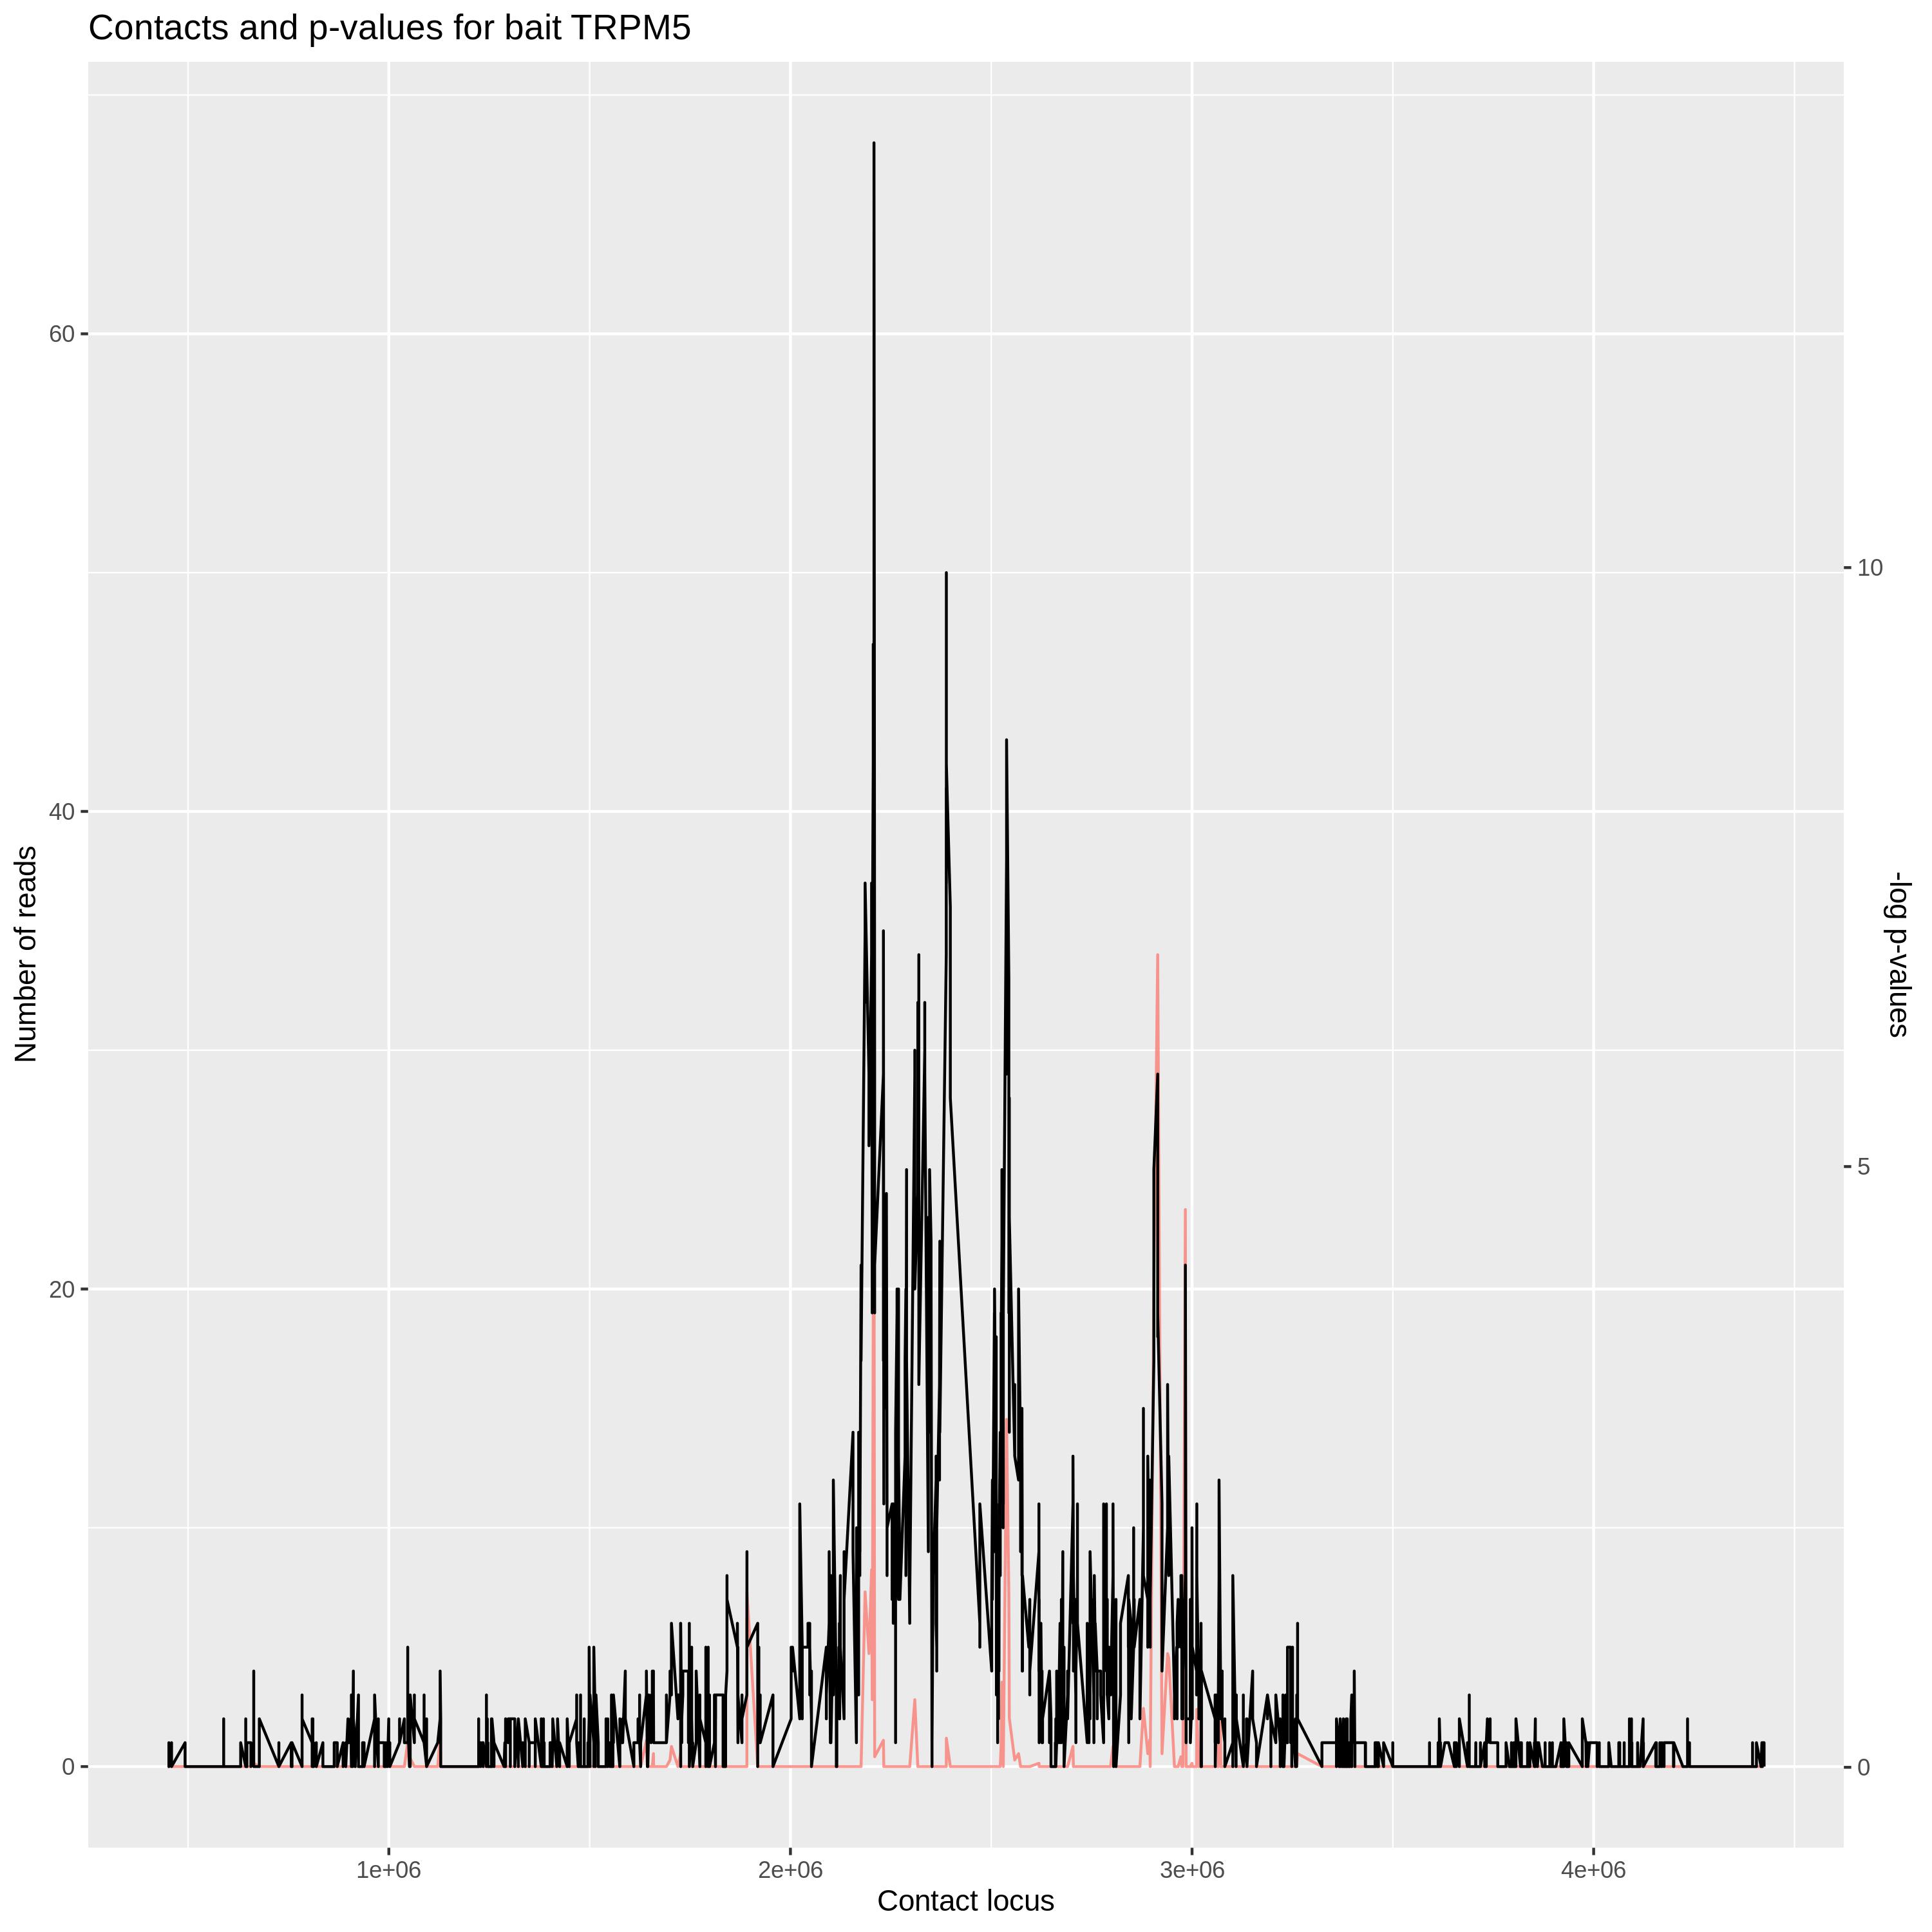 Contacts and p-values for bait TRPM5
Number of reads
60
40
20
0
10
5
0
-log p-values
1e+06
2e+06
3e+06
4e+06
Contact locus